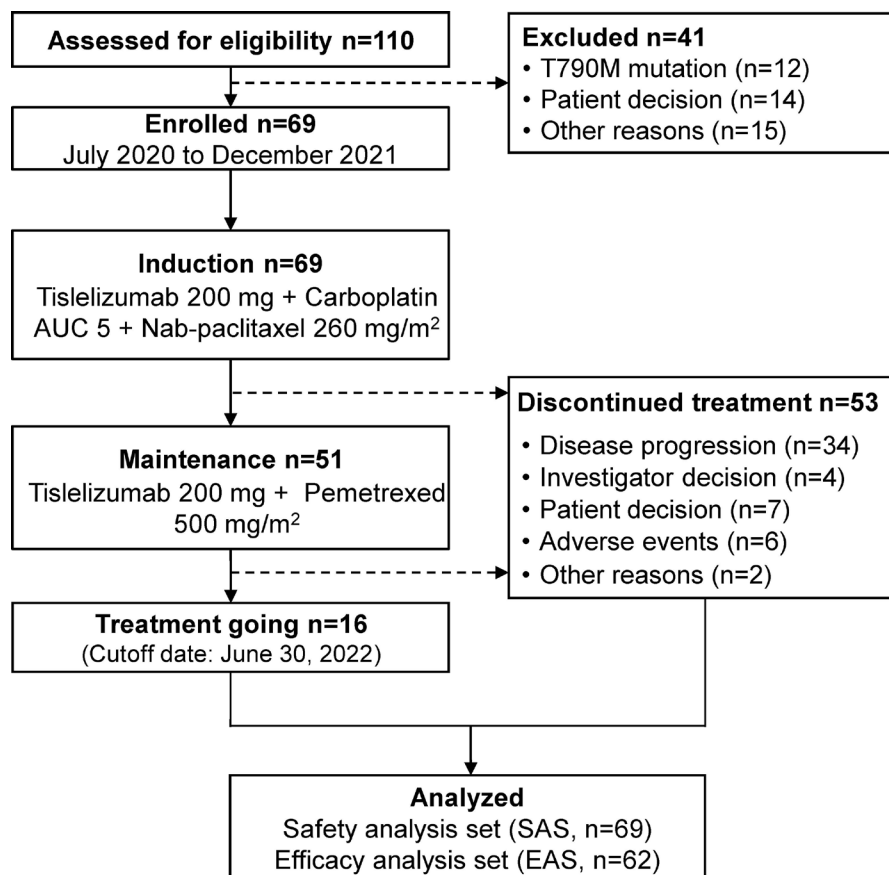 Assessed for eligibility n=110
Excluded n=41
• T790M mutation (n=12)
• Patient decision (n=14)
• Other reasons (n=15)
Enrolled n=69
July 2020 to December 2021
Induction n=69
Tislelizumab 200 mg + Carboplatin
AUC 5 + Nab-paclitaxel 260 mg/m²
Discontinued treatment n=53
• Disease progression (n=34)
• Investigator decision (n=4)
• Patient decision (n=7)
• Adverse events (n=6)
• Other reasons (n=2)
Maintenance n=51
Tislelizumab 200 mg + Pemetrexed
500 mg/m²
Treatment going n=16
(Cutoff date: June 30, 2022)
Analyzed
Safety analysis set (SAS, n=69)
Efficacy analysis set (EAS, n=62)